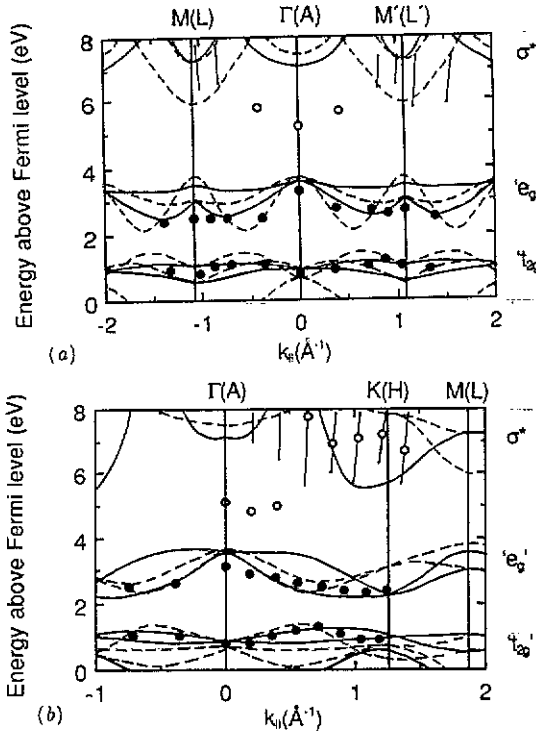 M(L) Γ(A) M′(L′)
8
6
4
2
0
Energy above Fermi level (eV)
σ*
'eg
't2g
-2 -1 0 1 2
(a)
k∥(Å⁻¹)
Γ(A) K(H) M(L)
8
6
4
2
0
Energy above Fermi level (eV)
σ*
'eg'
't2g'
-1 0 1 2
(b)
k∥(Å⁻¹)